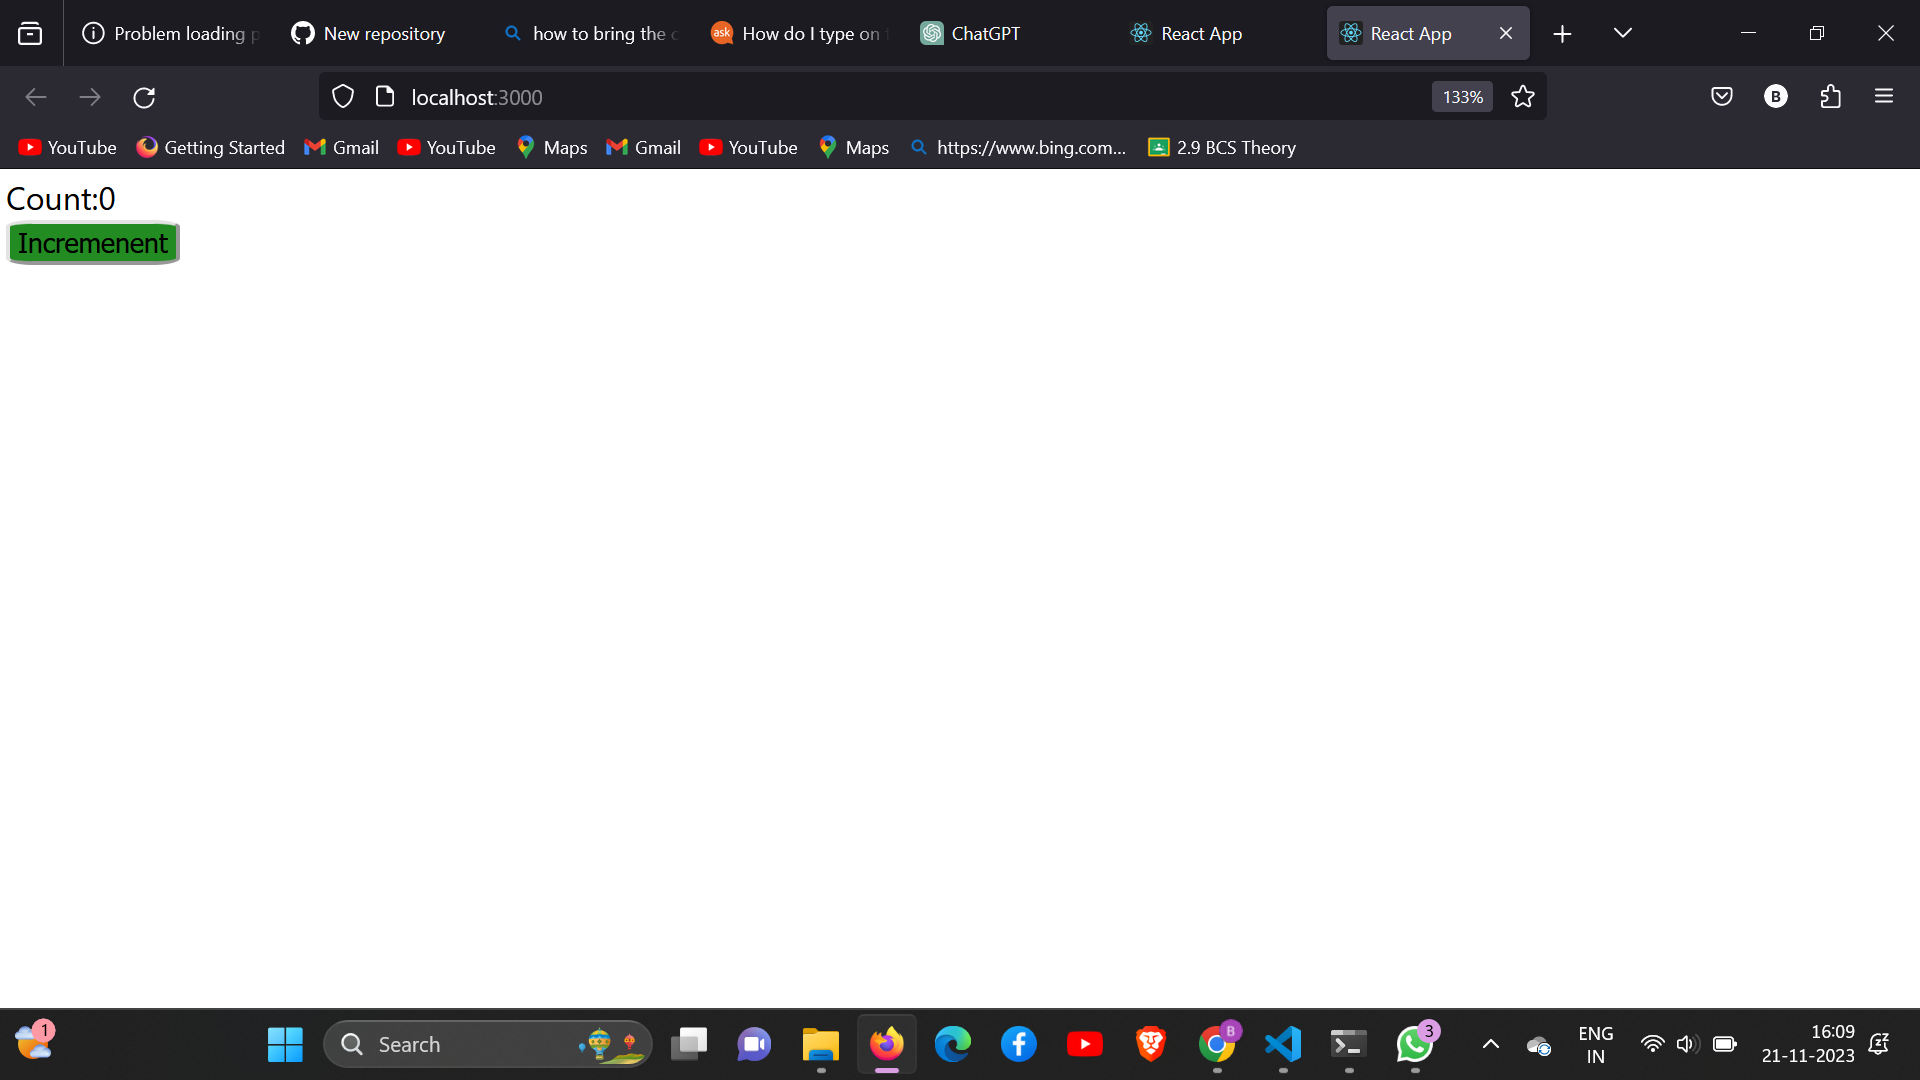 Problem loading p
New repository
how to bring the c
How do I type on
ChatGPT
React App
React App
localhost:3000
133%
B
YouTube
Getting Started
Gmail
YouTube
Maps
Gmail
YouTube
Maps
https://www.bing.com...
2.9 BCS Theory
Count:0
Incremenent
1
Search
B
3
ENG
IN
16:09
21-11-2023